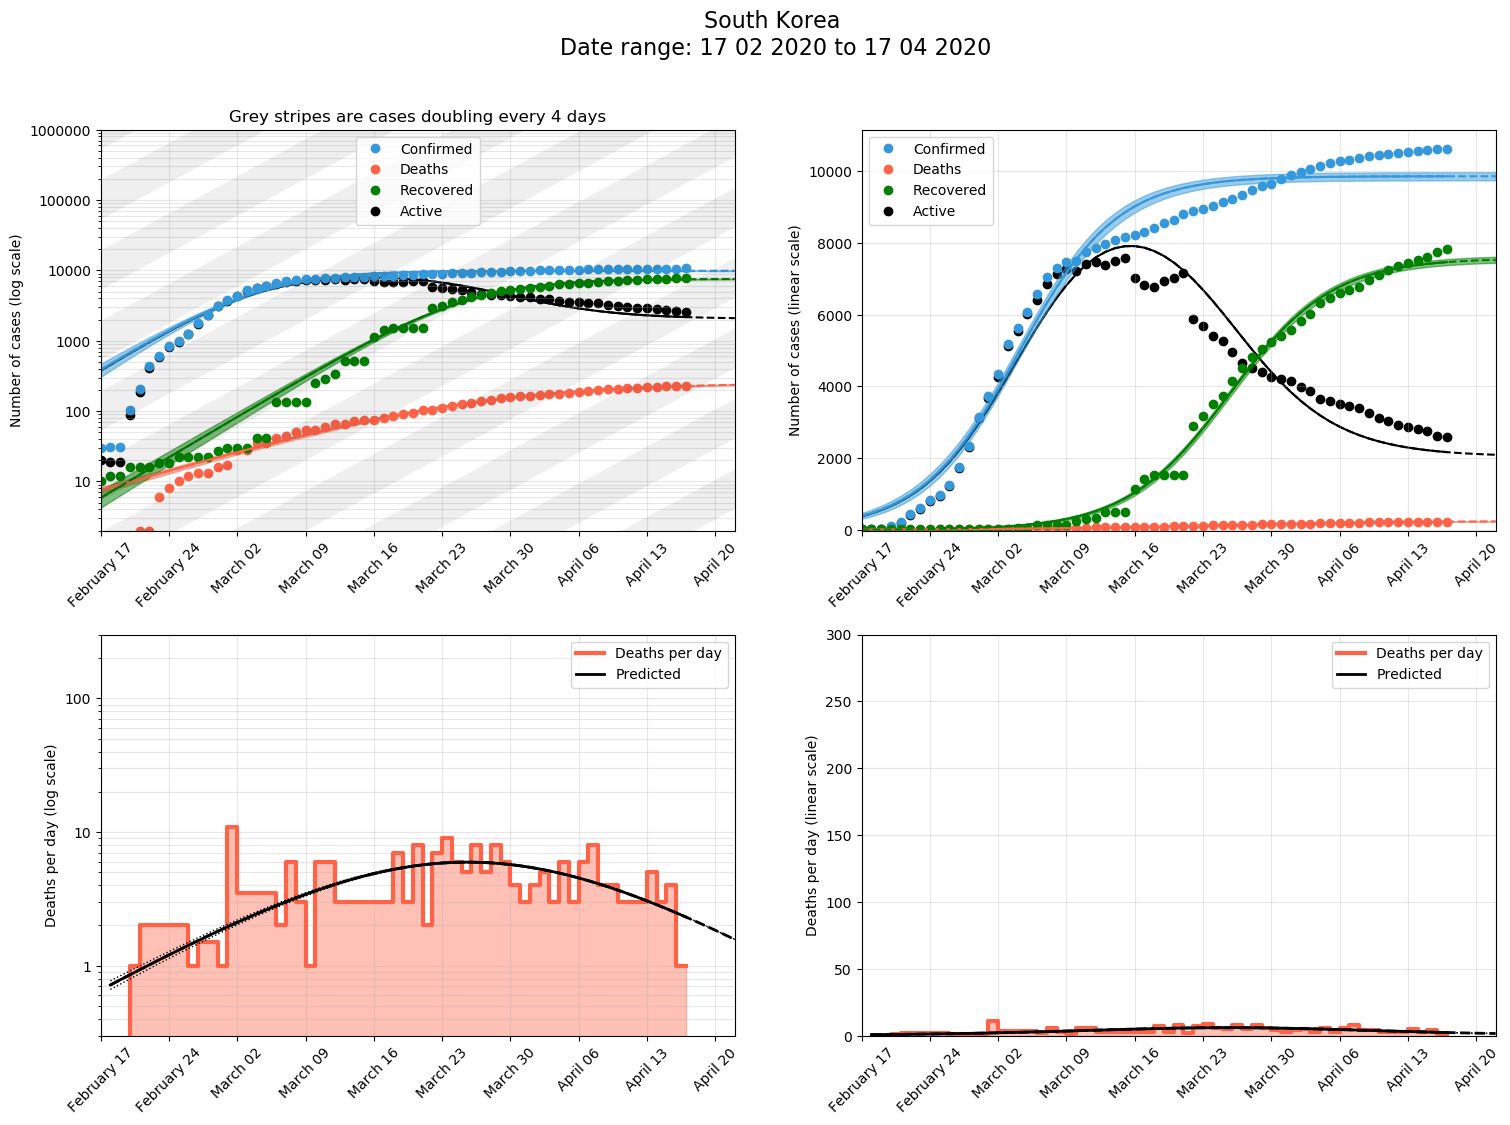 South Korea
Date range: 17 02 2020 to 17 04 2020
Grey stripes are cases doubling every 4 days
Number of cases (log scale)
1000000
100000
10000
1000
100
10
Confirmed
Deaths
Recovered
Active
February 17
February 24
March 02
March 09
March 16
March 23
March 30
April 06
April 13
April 20
Number of cases (linear scale)
10000
8000
6000
4000
2000
0
Confirmed
Deaths
Recovered
Active
February 17
February 24
March 02
March 09
March 16
March 23
March 30
April 06
April 13
April 20
Deaths per day (log scale)
100
10
1
Deaths per day
Predicted
February 17
February 24
March 02
March 09
March 16
March 23
March 30
April 06
April 13
April 20
Deaths per day (linear scale)
300
250
200
150
100
50
0
Deaths per day
Predicted
February 17
February 24
March 02
March 09
March 16
March 23
March 30
April 06
April 13
April 20